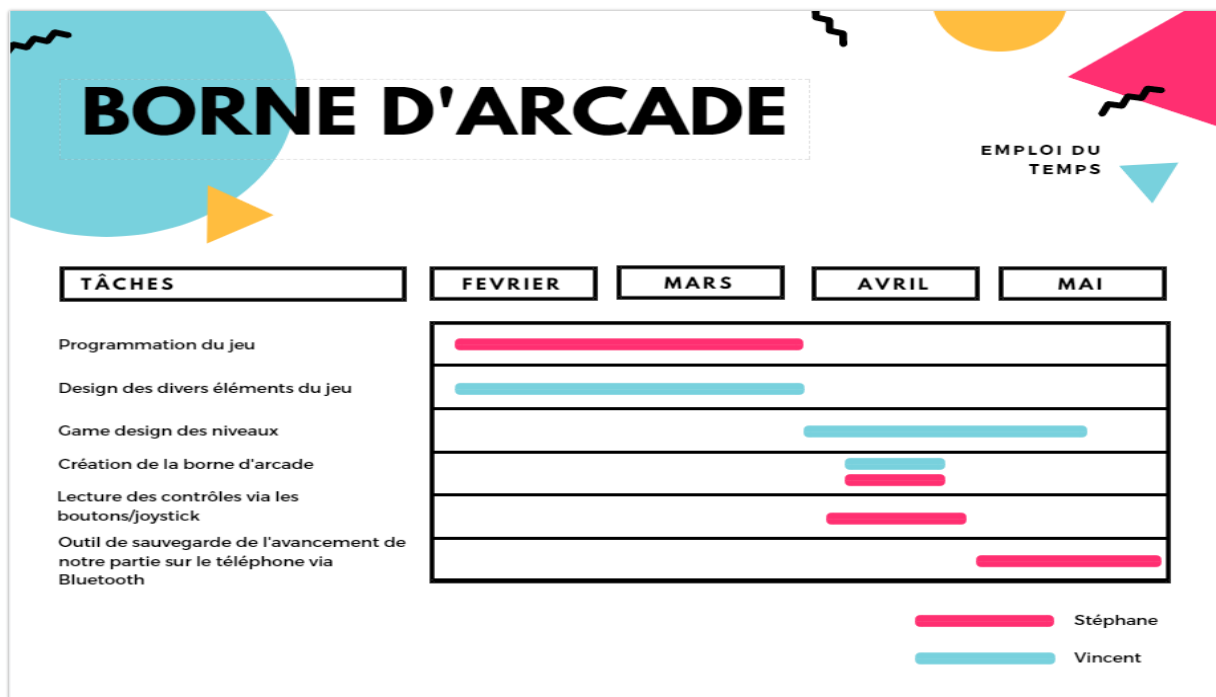 BORNE D'ARCADE
EMPLOI DU
TEMPS
TÂCHES
FEVRIER
MARS
AVRIL
MAI
Programmation du jeu
Design des divers éléments du jeu
Game design des niveaux
Création de la borne d'arcade
Lecture des contrôles via les
boutons/joystick
Outil de sauvegarde de l'avancement de
notre partie sur le téléphone via
Bluetooth
Stéphane
Vincent